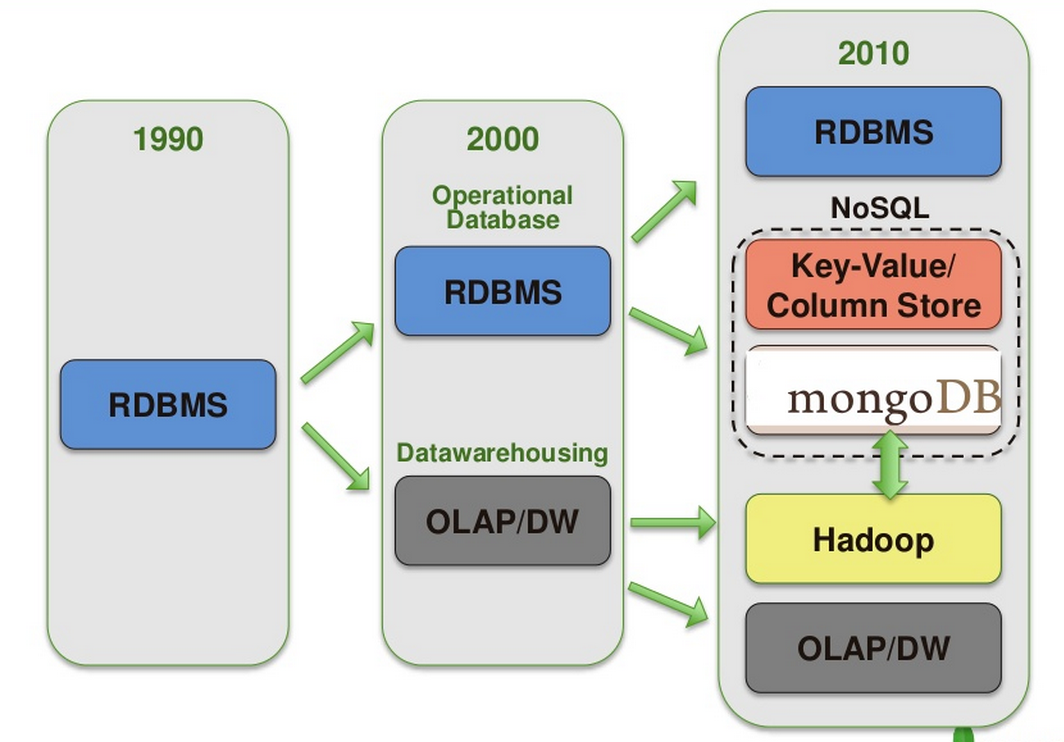 1990
RDBMS
2000
Operational
Database
RDBMS
Datawarehousing
OLAP/DW
2010
RDBMS
NoSQL
Key-Value/
Column Store
mongoDB
Hadoop
OLAP/DW